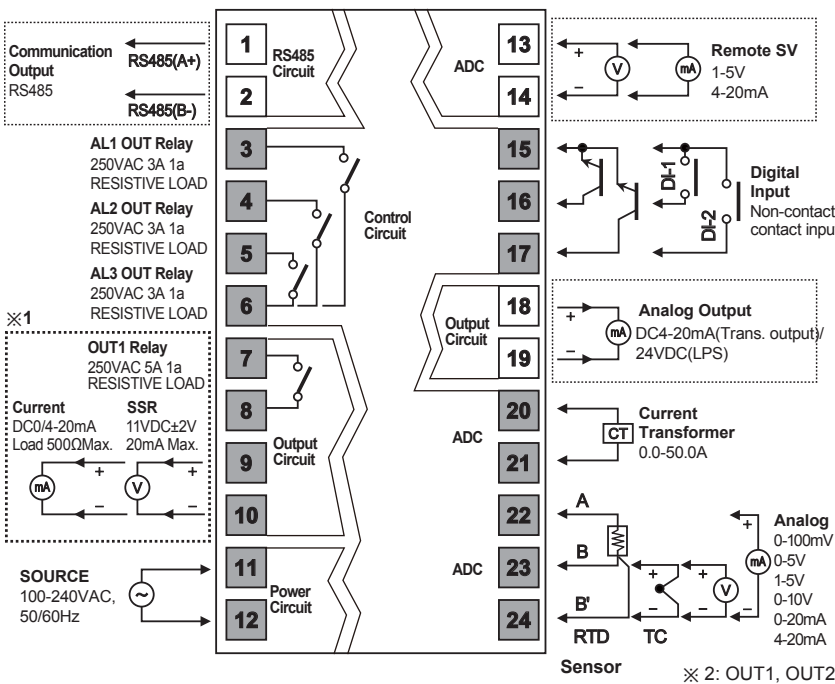 Communication
Output
RS485
RS485(A+)
RS485(B-)
AL1 OUT Relay
250VAC 3A 1a
RESISTIVE LOAD
AL2 OUT Relay
250VAC 3A 1a
RESISTIVE LOAD
AL3 OUT Relay
250VAC 3A 1a
RESISTIVE LOAD
※1
OUT1 Relay
250VAC 5A 1a
RESISTIVE LOAD
Current
DC0/4-20mA
Load 500ΩMax.
SSR
11VDC±2V
20mA Max.
mA
+
−
V
+
−
SOURCE
100-240VAC,
50/60Hz
~
1
2
3
4
5
6
7
8
9
10
11
12
RS485
Circuit
Control
Circuit
Output
Circuit
Power
Circuit
ADC
Output
Circuit
ADC
ADC
13
14
15
16
17
18
19
20
21
22
23
24
+
−
V
mA
Remote SV
1-5V
4-20mA
DI-1
DI-2
Digital
Input
Non-contact
contact inpu
+
−
mA
Analog Output
DC4-20mA(Trans. output)/
24VDC(LPS)
CT
Current
Transformer
0.0-50.0A
A
B
B'
RTD
+
−
TC
+
−
V
+
−
mA
Analog
0-100mV
0-5V
1-5V
0-10V
0-20mA
4-20mA
Sensor
※ 2: OUT1, OUT2